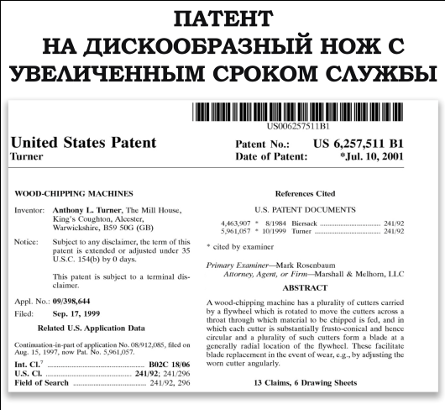 ПАТЕНТ
НА ДИСКООБРАЗНЫЙ НОЖ С
УВЕЛИЧЕННЫМ СРОКОМ СЛУЖБЫ
US006257511B1
United States Patent
Turner
Patent No.: US 6,257,511 B1
Date of Patent: *Jul. 10, 2001
WOOD-CHIPPING MACHINES
Inventor: Anthony L. Turner, The Mill House,
King's Coughton, Alcester,
Warwickshire, B59 50G (GB)
Notice: Subject to any disclaimer, the term of this
patent is extended or adjusted under 35
U.S.C. 154(b) by 0 days.
This patent is subject to a terminal dis-
claimer.
Appl. No.: 09/398,644
Filed: Sep. 17, 1999
Related U.S. Application Data
Continuation-in-part of application No. 08/912,085, filed on
Aug. 15, 1997, now Pat. No. 5,961,057.
Int. Cl.7 B02C 18/06
U.S. Cl. 241/92; 241/296
Field of Search 241/92, 296
References Cited
U.S. PATENT DOCUMENTS
4,463,907 * 8/1984 Biersack 241/92
5,961,057 * 10/1999 Turner 241/92
* cited by examiner
Primary Examiner—Mark Rosenbaum
Attorney, Agent, or Firm—Marshall & Melhorn, LLC
ABSTRACT
A wood-chipping machine has a plurality of cutters carried
by a flywheel which is rotated to move the cutters across a
throat through which material to be chipped is fed, and in
which each cutter is substantially frusto-conical and hence
circular and a plurality of such cutters form a blade at a
generally radial location of the flywheel. These facilitate
blade replacement in the event of wear, e.g., by adjusting the
worn cutter angularly.
13 Claims, 6 Drawing Sheets